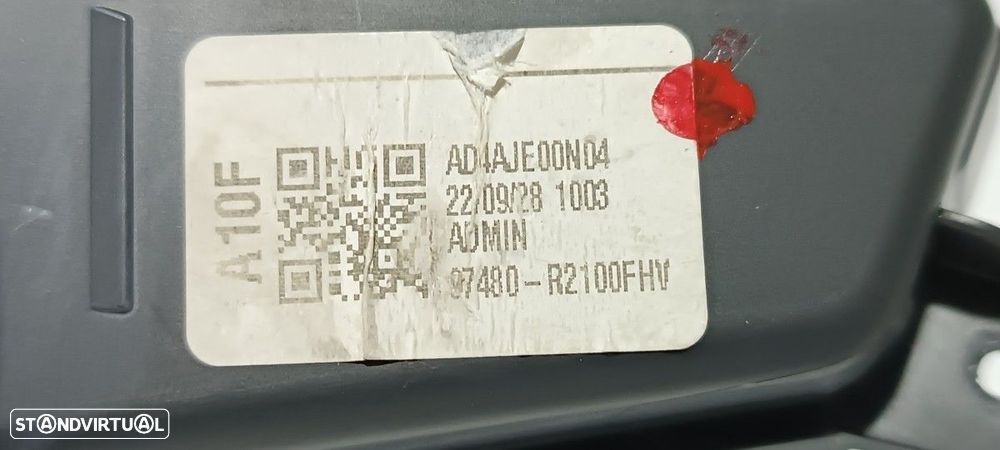 A10F
AD4AJE00N04
22/09/28 1003
ADMIN
97480-R2100FHV
STANDVIRTUAL